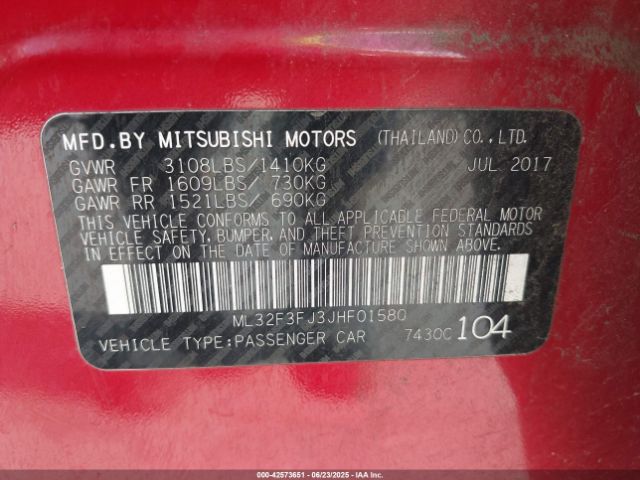 MFD.BY MITSUBISHI MOTORS (THAILAND)CO.,LTD.
GVWR 3108LBS/1410KG JUL 2017
GAWR FR 1609LBS/ 730KG
GAWR RR 1521LBS/ 690KG
THIS VEHICLE CONFORMS TO ALL APPLICABLE FEDERAL MOTOR
VEHICLE SAFETY, BUMPER, AND THEFT PREVENTION STANDARDS
IN EFFECT ON THE DATE OF MANUFACTURE SHOWN ABOVE.
ML32F3FJ3JHF01580
VEHICLE TYPE:PASSENGER CAR 7430C 104
000-42573651 - 06/23/2025 - IAAI.COM